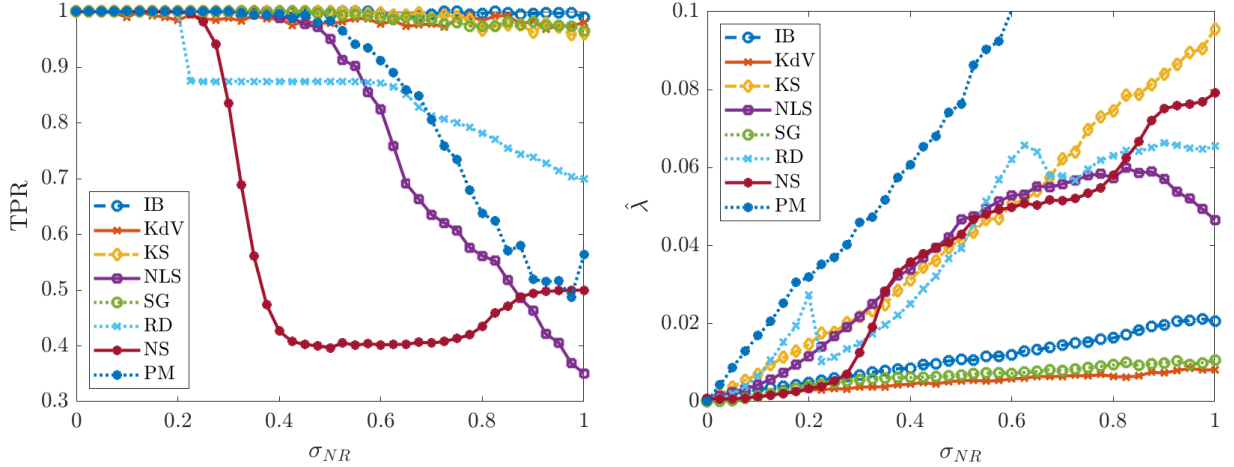 1
0.9
0.8
0.7
0.6
0.5
0.4
0.3
TPR
0 0.2 0.4 0.6 0.8 1
σ_NR
IB
KdV
KS
NLS
SG
RD
NS
PM
0.1
0.08
0.06
0.04
0.02
0
λ̂
0 0.2 0.4 0.6 0.8 1
σ_NR
IB
KdV
KS
NLS
SG
RD
NS
PM